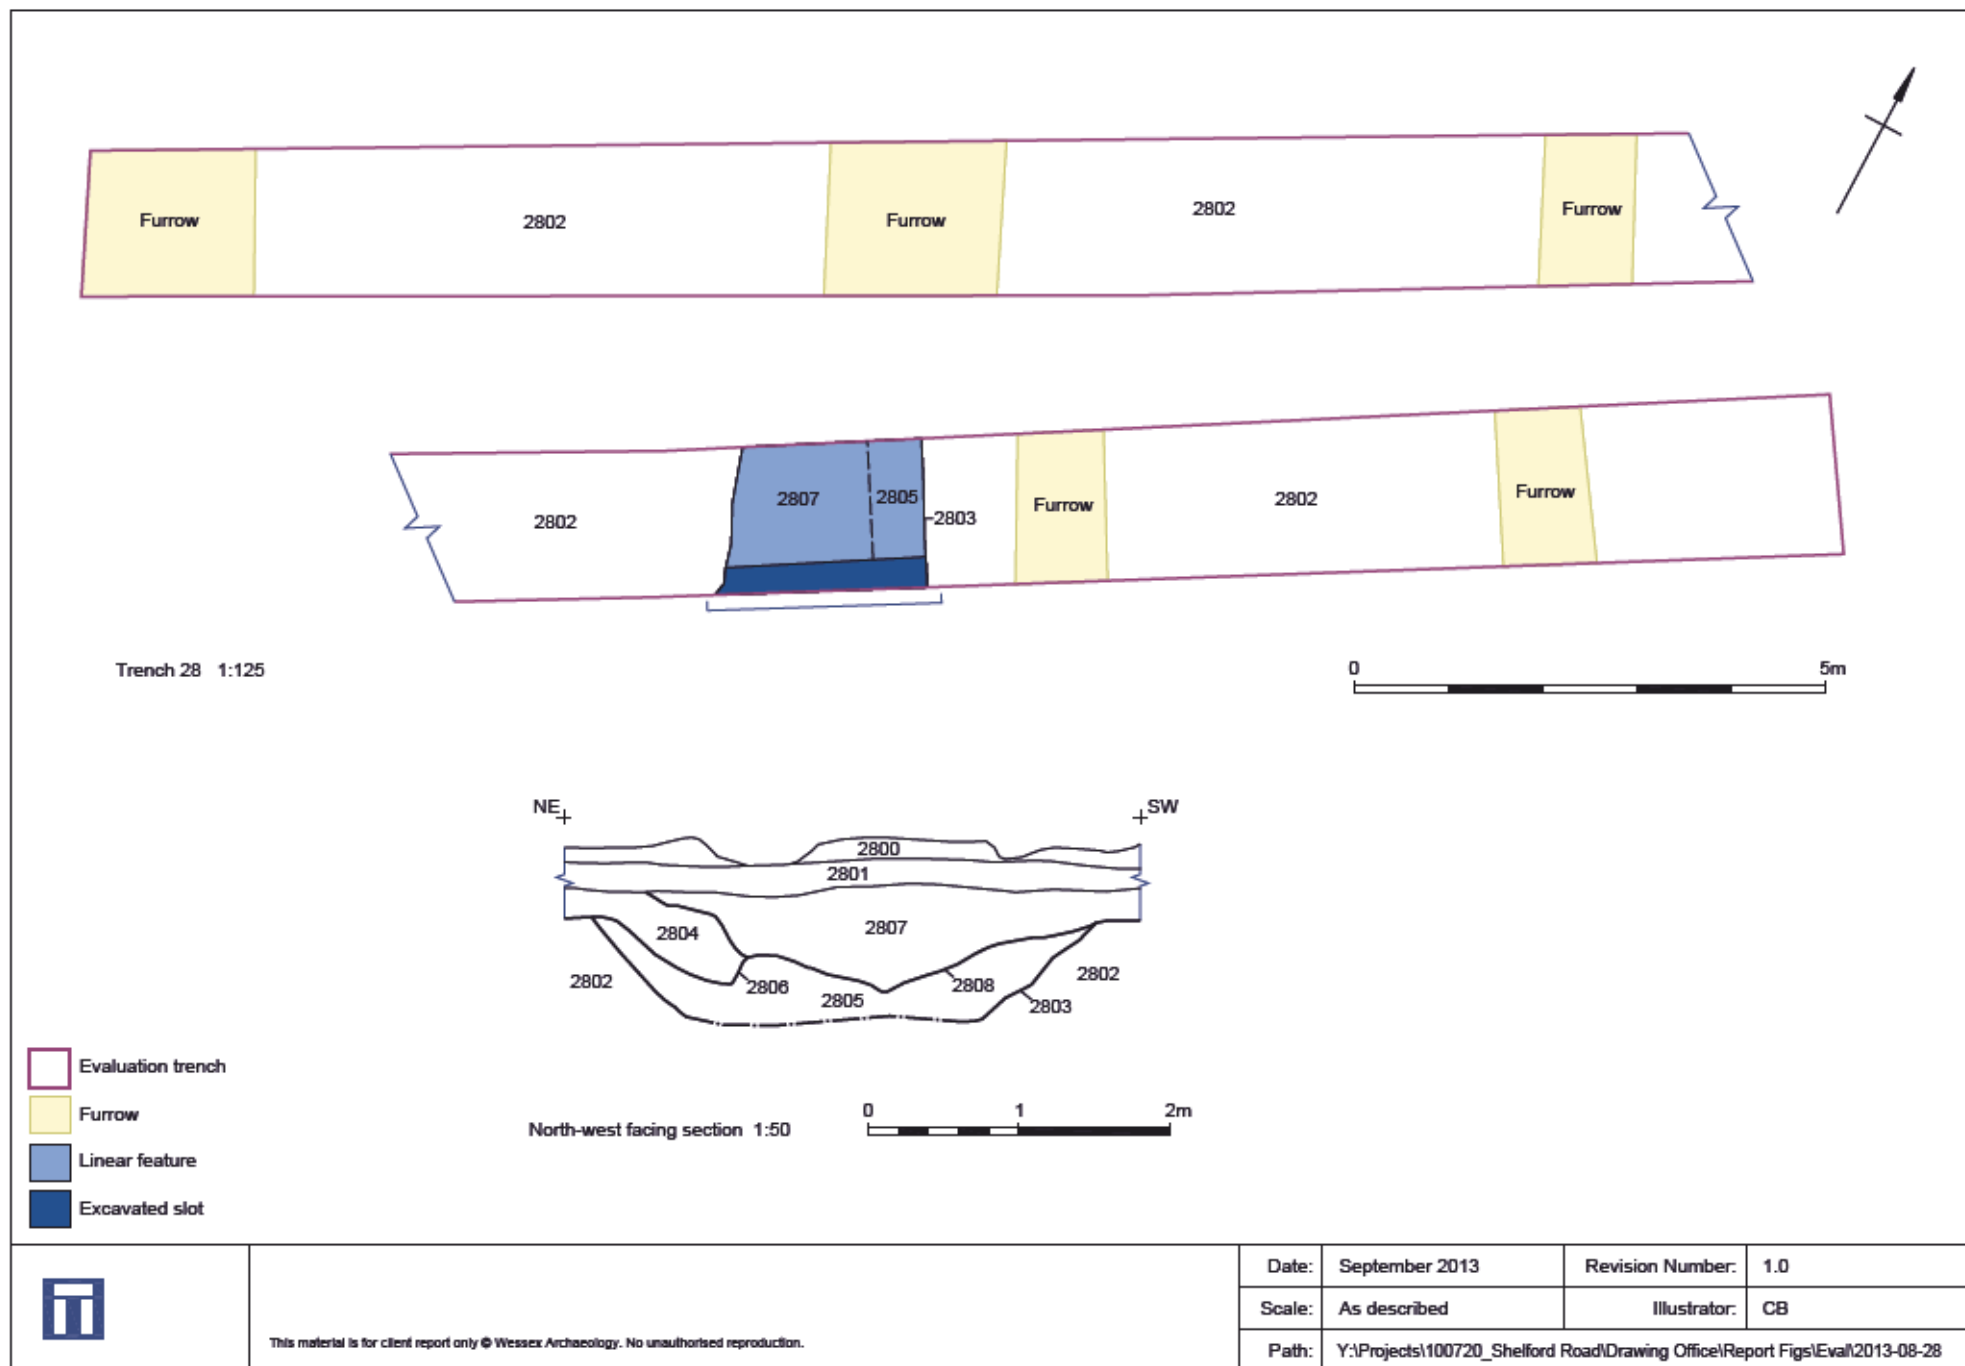 Furrow
2802
Furrow
2802
Furrow
2802
2807
2805
2803
Furrow
2802
Furrow
Trench 28 1:125
0 5m
NE
SW
2800
2801
2804
2807
2802
2806
2805
2808
2802
2803
Evaluation trench
Furrow
Linear feature
Excavated slot
North-west facing section 1:50
0 1 2m
Date: September 2013 Revision Number: 1.0
Scale: As described Illustrator: CB
Path: Y:\Projects\100720_Shelford Road\Drawing Office\Report Figs\Eval\2013-08-28
This material is for client report only © Wessex Archaeology. No unauthorised reproduction.